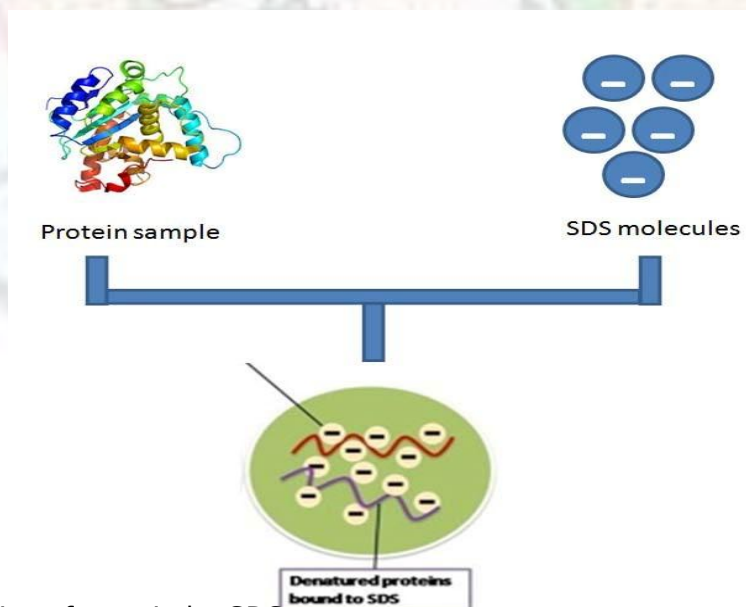 Protein sample
SDS molecules
Denatured proteins
bound to SDS